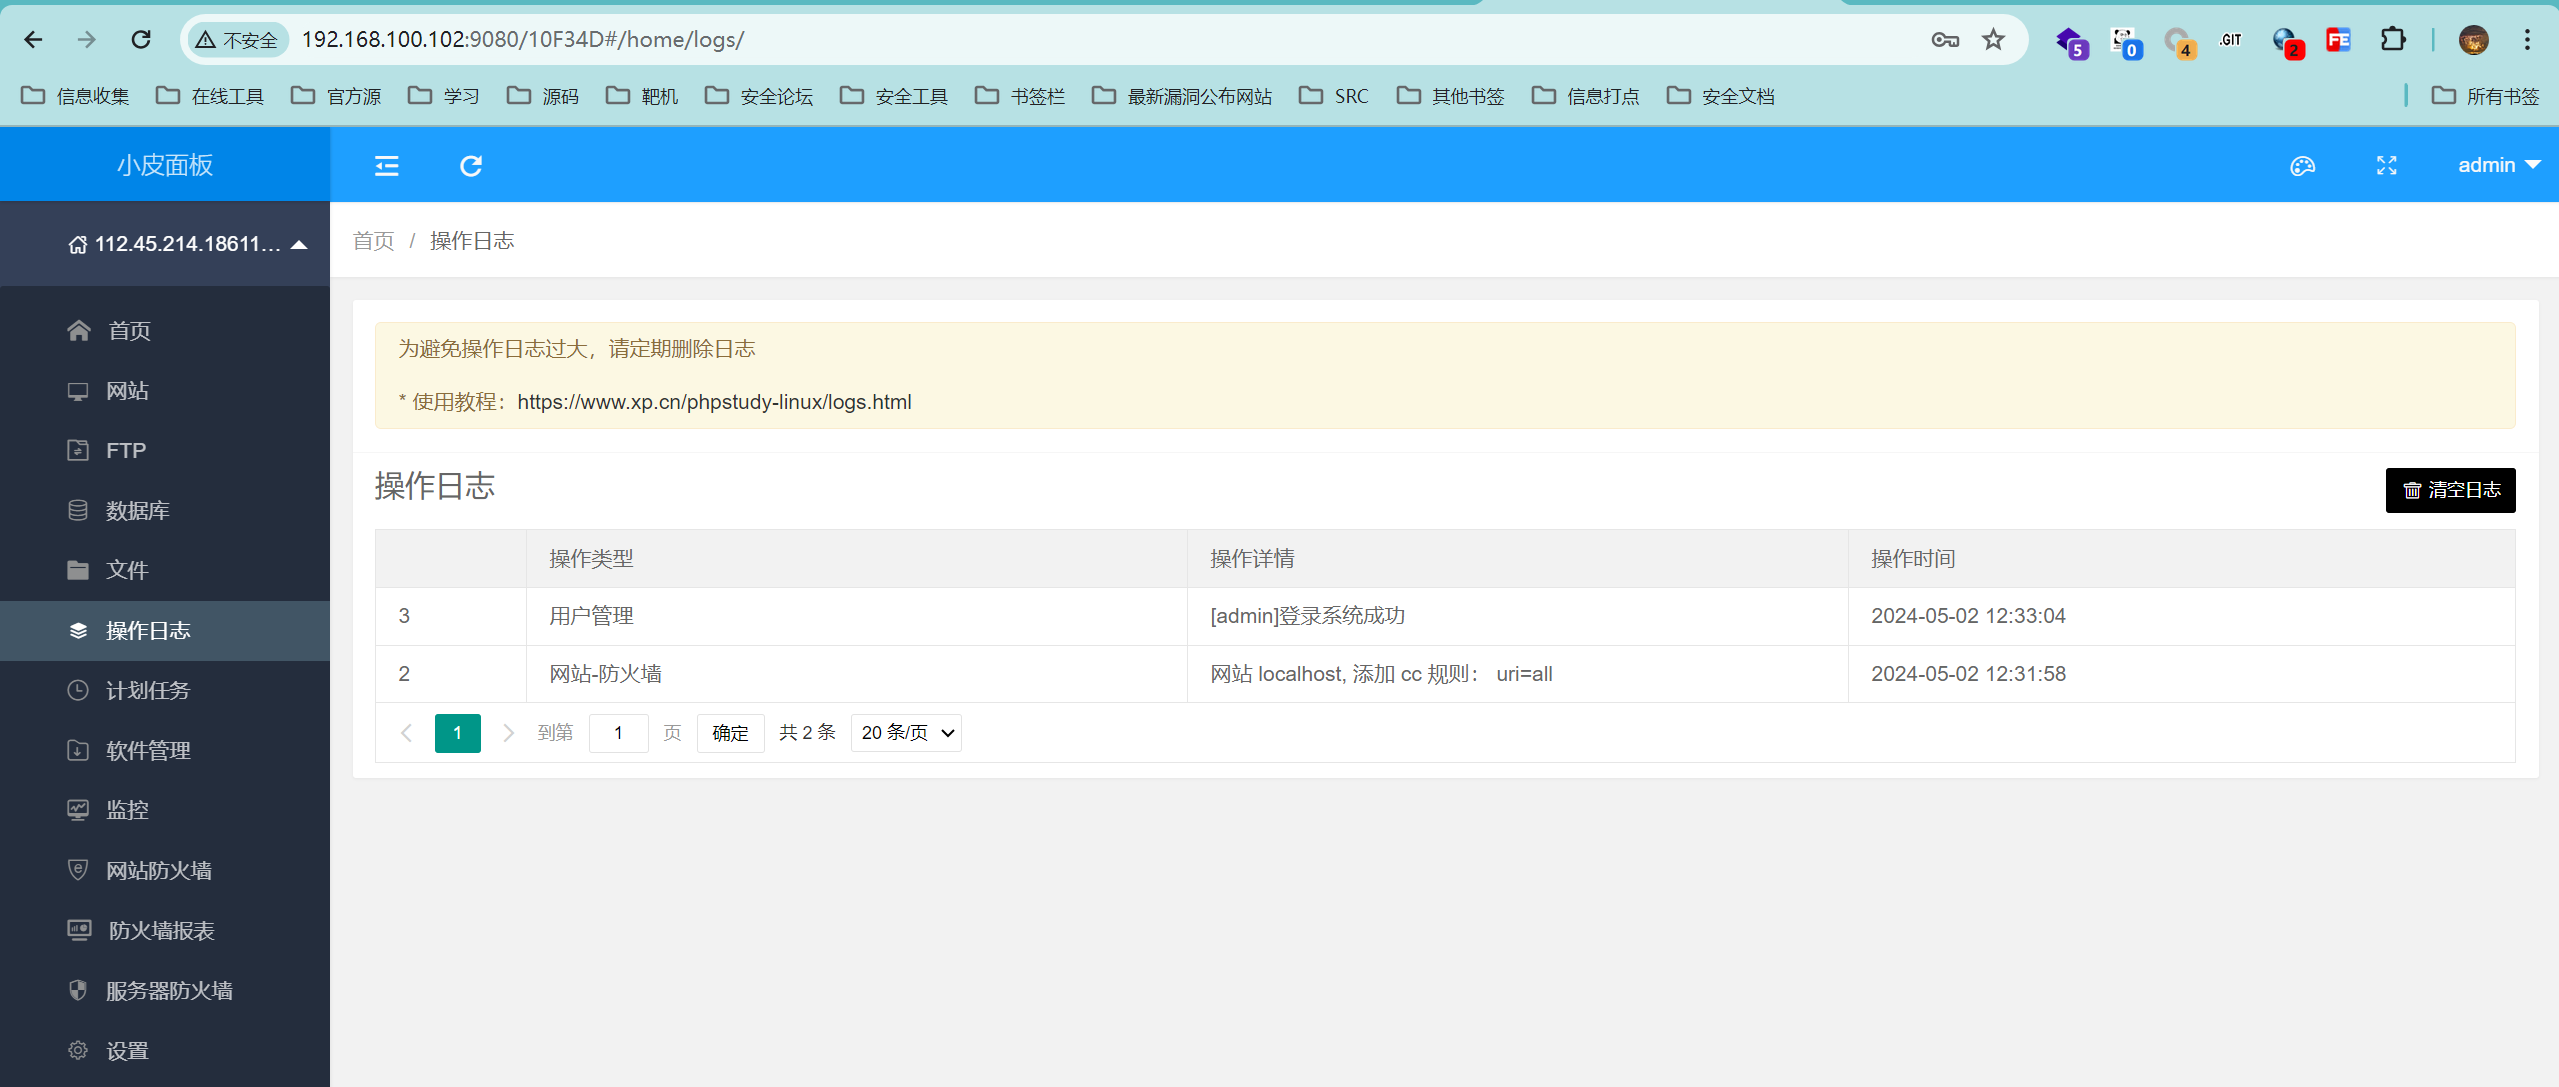 不安全 192.168.100.102:9080/10F34D#/home/logs/
5 0 4 .GIT 2 FE
信息收集 在线工具 官方源 学习 源码 靶机 安全论坛 安全工具 书签栏 最新漏洞公布网站 SRC 其他书签 信息打点 安全文档 所有书签
小皮面板
admin
112.45.214.18611...
首页 / 操作日志
首页
网站
FTP
数据库
文件
操作日志
计划任务
软件管理
监控
网站防火墙
防火墙报表
服务器防火墙
设置
为避免操作日志过大，请定期删除日志
* 使用教程：https://www.xp.cn/phpstudy-linux/logs.html
操作日志
清空日志
操作类型 操作详情 操作时间
3 用户管理 [admin]登录系统成功 2024-05-02 12:33:04
2 网站-防火墙 网站 localhost, 添加 cc 规则： uri=all 2024-05-02 12:31:58
1 到第 1 页 确定 共 2 条 20 条/页